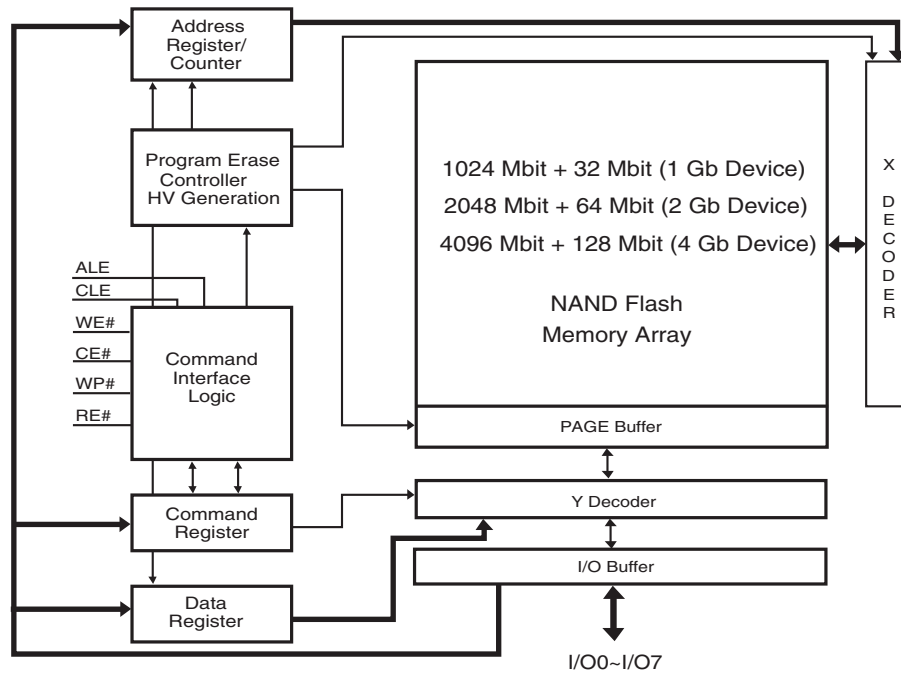 Address
Register/
Counter
Program Erase
Controller
HV Generation
ALE
CLE
WE#
CE#
WP#
RE#
Command
Interface
Logic
Command
Register
Data
Register
1024 Mbit + 32 Mbit (1 Gb Device)
2048 Mbit + 64 Mbit (2 Gb Device)
4096 Mbit + 128 Mbit (4 Gb Device)
NAND Flash
Memory Array
PAGE Buffer
Y Decoder
I/O Buffer
I/O0~I/O7
X
D
E
C
O
D
E
R